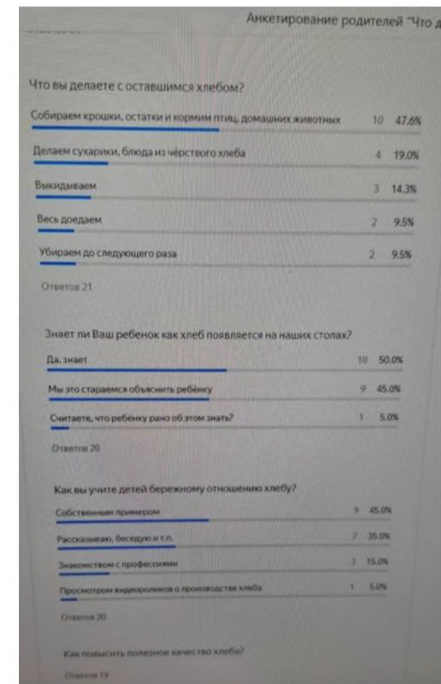 Анкетирование родителей "Что д
Что вы делаете с оставшимся хлебом?
Собираем крошки, остатки и кормим птиц, домашних животных 10 47.6%
Делаем сухарики, блюда из чёрствого хлеба 4 19.0%
Выкидываем 3 14.3%
Весь доедаем 2 9.5%
Убираем до следующего раза 2 9.5%
Ответов 21
Знает ли Ваш ребенок как хлеб появляется на наших столах?
Да, знает 10 50.0%
Мы это стараемся объяснить ребёнку 9 45.0%
Считаете, что ребёнку рано об этом знать? 1 5.0%
Ответов 20
Как вы учите детей бережному отношению хлебу?
Собственным примером 9 45.0%
Рассказываю, беседую и т.п. 7 35.0%
Знакомством с профессиями 3 15.0%
Просмотром видеороликов о производстве хлеба 1 5.0%
Ответов 20
Как повысить полезное качество хлеба?
Ответов 19